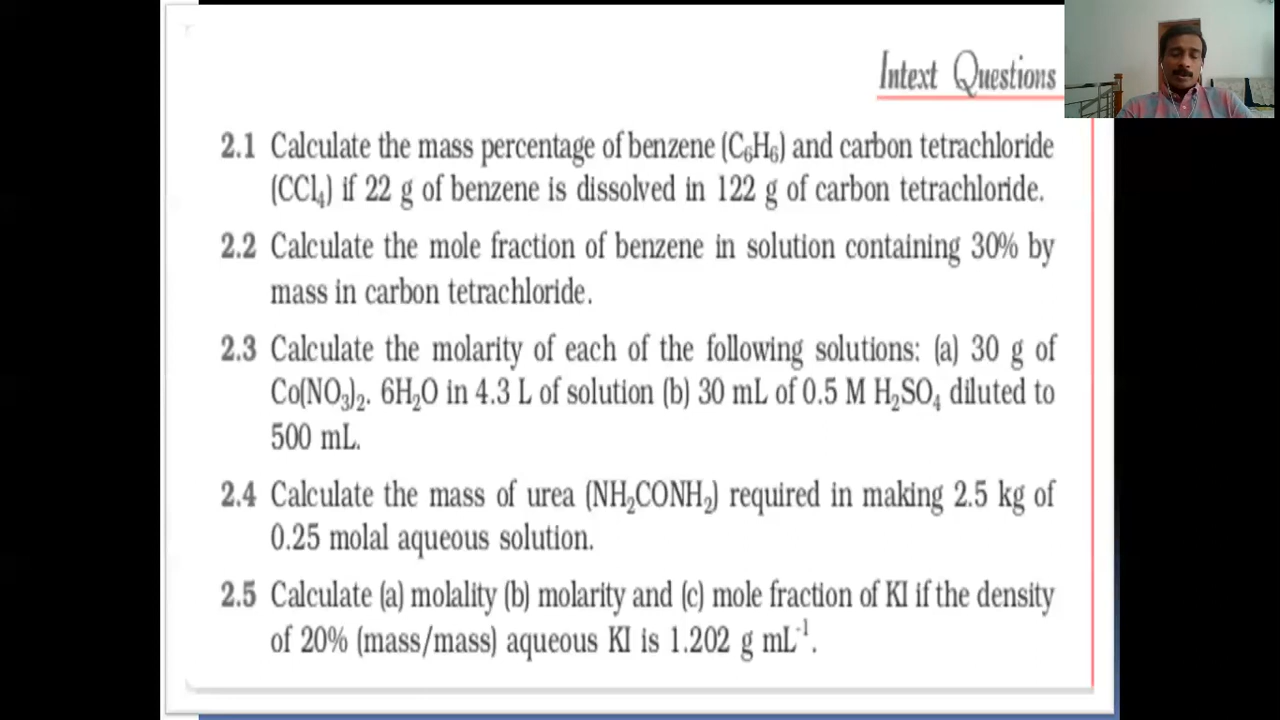 Intext Questions
2.1 Calculate the mass percentage of benzene (C₆H₆) and carbon tetrachloride
(CCl₄) if 22 g of benzene is dissolved in 122 g of carbon tetrachloride.
2.2 Calculate the mole fraction of benzene in solution containing 30% by
mass in carbon tetrachloride.
2.3 Calculate the molarity of each of the following solutions: (a) 30 g of
Co(NO₃)₂. 6H₂O in 4.3 L of solution (b) 30 mL of 0.5 M H₂SO₄ diluted to
500 mL.
2.4 Calculate the mass of urea (NH₂CONH₂) required in making 2.5 kg of
0.25 molal aqueous solution.
2.5 Calculate (a) molality (b) molarity and (c) mole fraction of KI if the density
of 20% (mass/mass) aqueous KI is 1.202 g mL⁻¹.